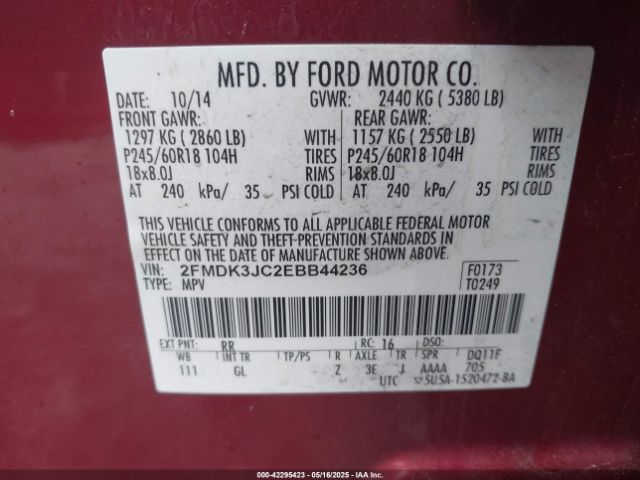 MFD. BY FORD MOTOR CO.
DATE: 10/14 GVWR: 2440 KG ( 5380 LB)
FRONT GAWR: REAR GAWR:
1297 KG ( 2860 LB) WITH 1157 KG ( 2550 LB) WITH
P245/60R18 104H TIRES P245/60R18 104H TIRES
18x8.0J RIMS 18x8.0J RIMS
AT 240 kPa/ 35 PSI COLD AT 240 kPa/ 35 PSI COLD
THIS VEHICLE CONFORMS TO ALL APPLICABLE FEDERAL MOTOR
VEHICLE SAFETY AND THEFT-PREVENTION STANDARDS IN
EFFECT ON THE DATE OF MANUFACTURE SHOWN ABOVE.
VIN: 2FMDK3JC2EBB44236 F0173
TYPE: MPV T0249
EXT PNT: RR RC: 16 DSO:
WB INT TR TP/PS R AXLE TR SPR DQ11F
111 GL Z 3E J AAAA 705
UTC 5U5A-1520472-BA
000-42295423 - 05/16/2025 - IAAI.COM